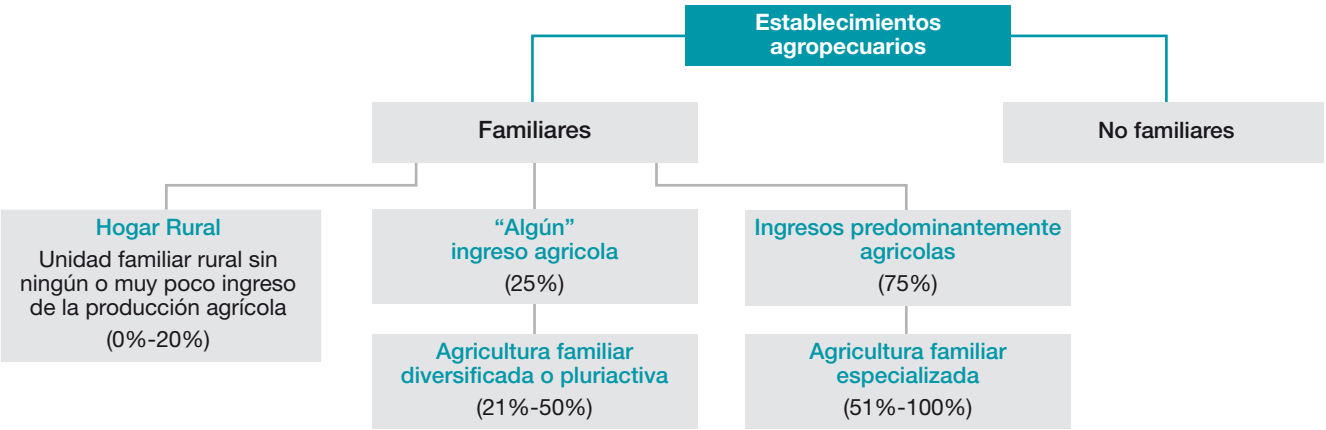 Establecimientos
agropecuarios
Familiares
No familiares
Hogar Rural
Unidad familiar rural sin
ningún o muy poco ingreso
de la producción agrícola
(0%-20%)
“Algún”
ingreso agricola
(25%)
Ingresos predominantemente
agricolas
(75%)
Agricultura familiar
diversificada o pluriactiva
(21%-50%)
Agricultura familiar
especializada
(51%-100%)